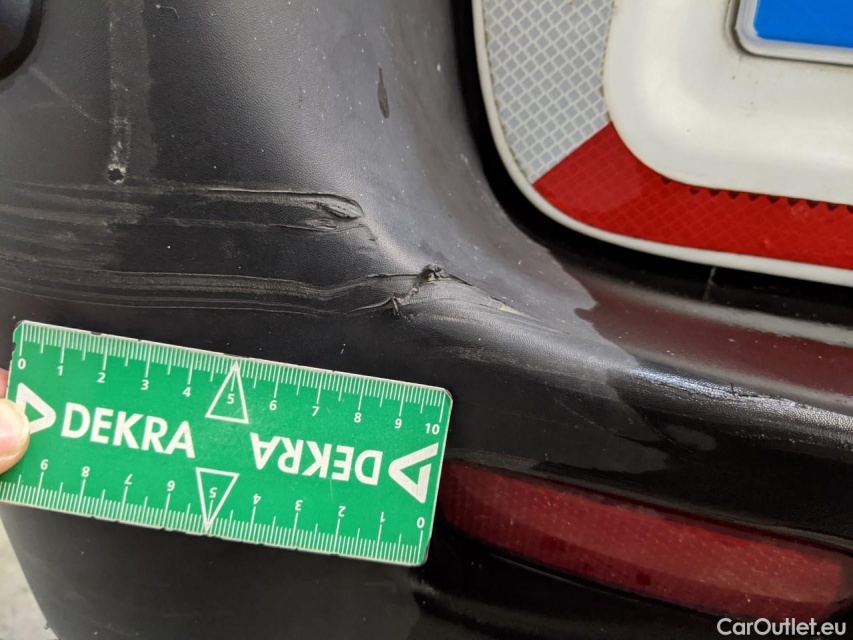 0 1 2 3 4 5 6 7 8 9 10
DEKRA
DEKRA
0 1 2 3 4 5 6 7 8 9
CarOutlet.eu